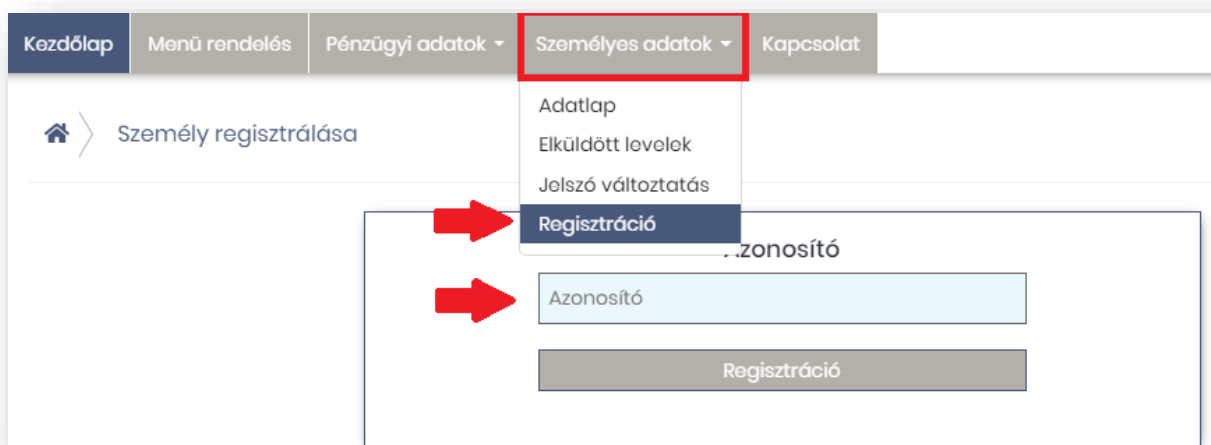 Kezdőlap Menü rendelés Pénzügyi adatok Személyes adatok Kapcsolat
Adatlap
Elküldött levelek
Jelszó változtatás
Regisztráció
Személy regisztrálása
Azonosító
Azonosító
Regisztráció